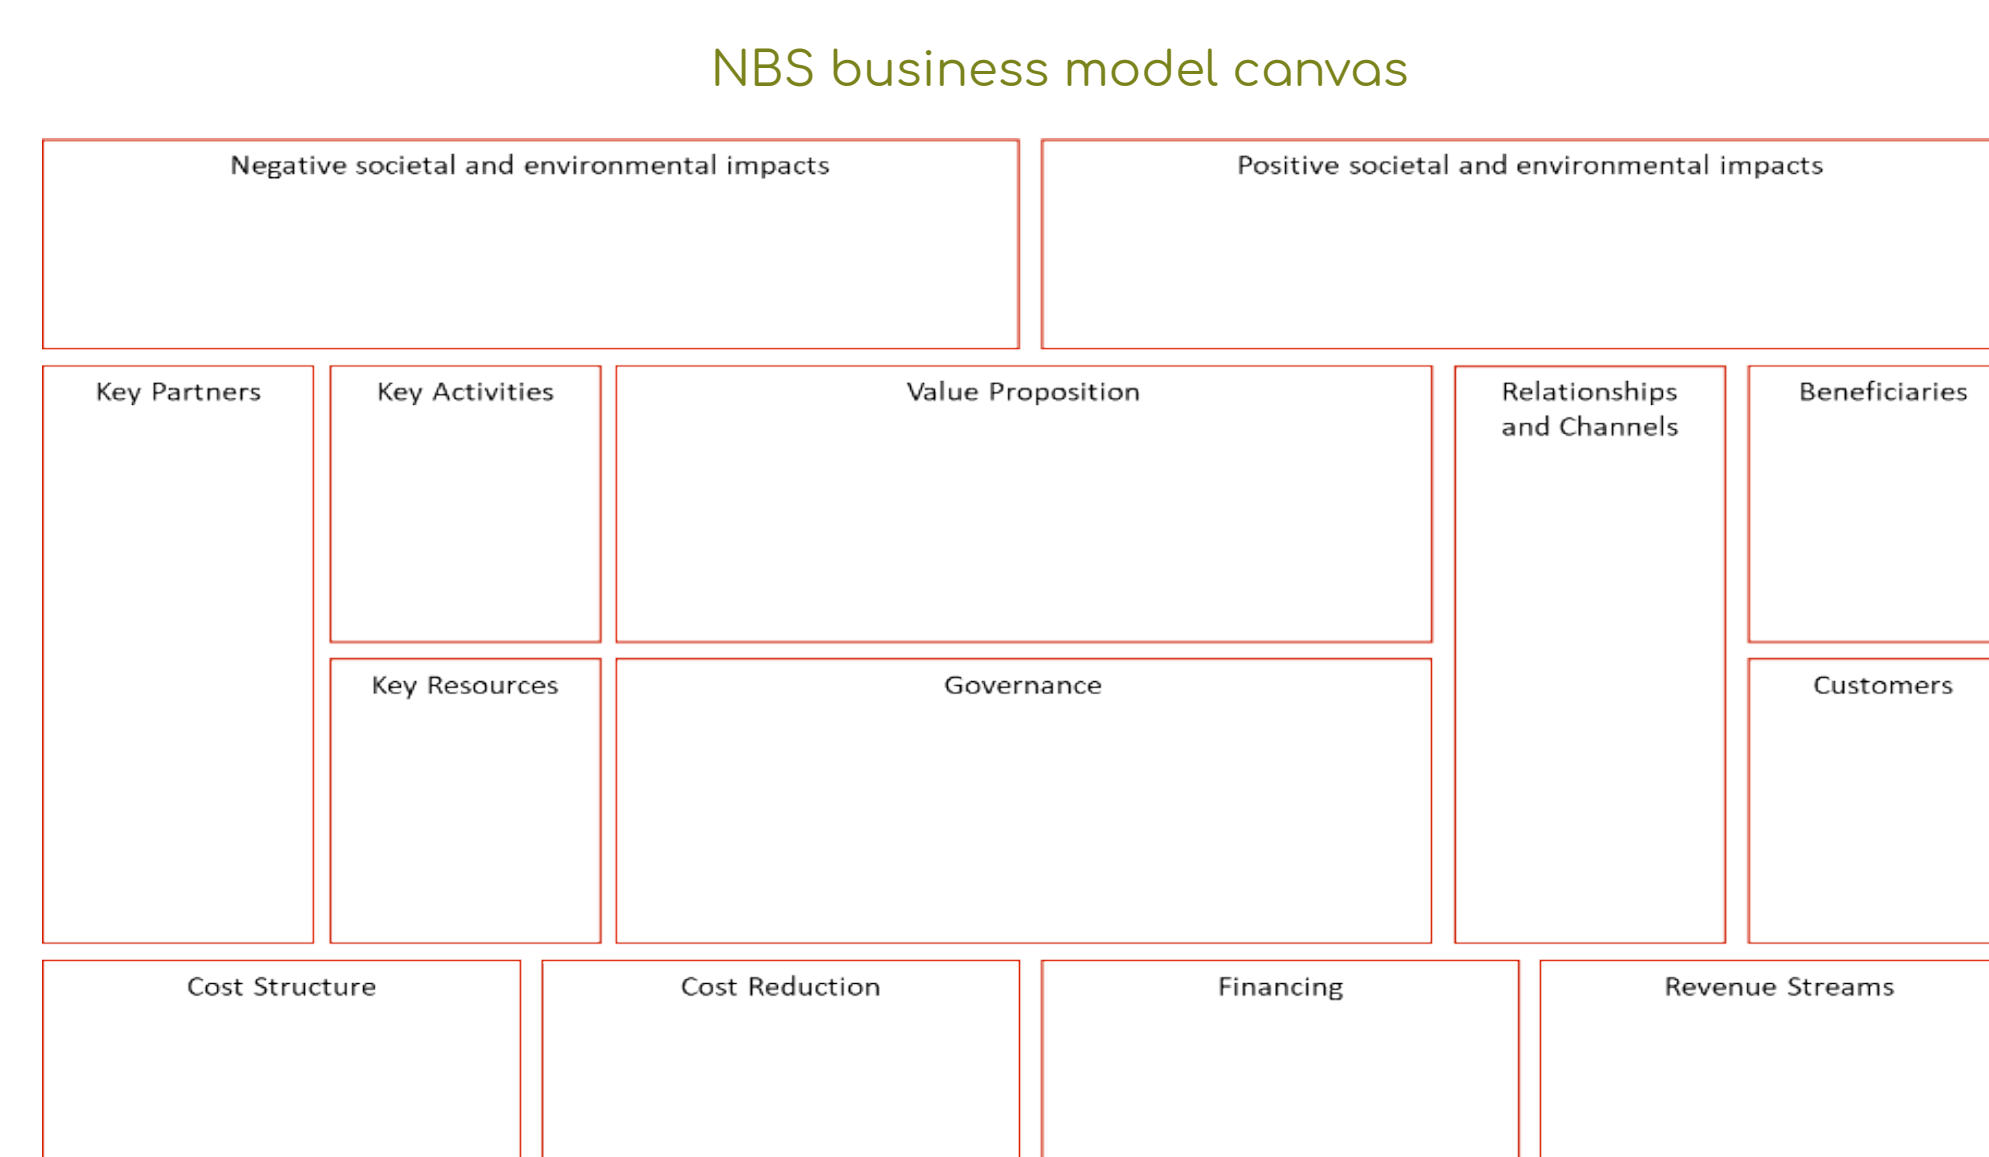 NBS business model canvas
Negative societal and environmental impacts
Positive societal and environmental impacts
Key Partners
Key Activities
Value Proposition
Relationships
and Channels
Beneficiaries
Key Resources
Governance
Customers
Cost Structure
Cost Reduction
Financing
Revenue Streams